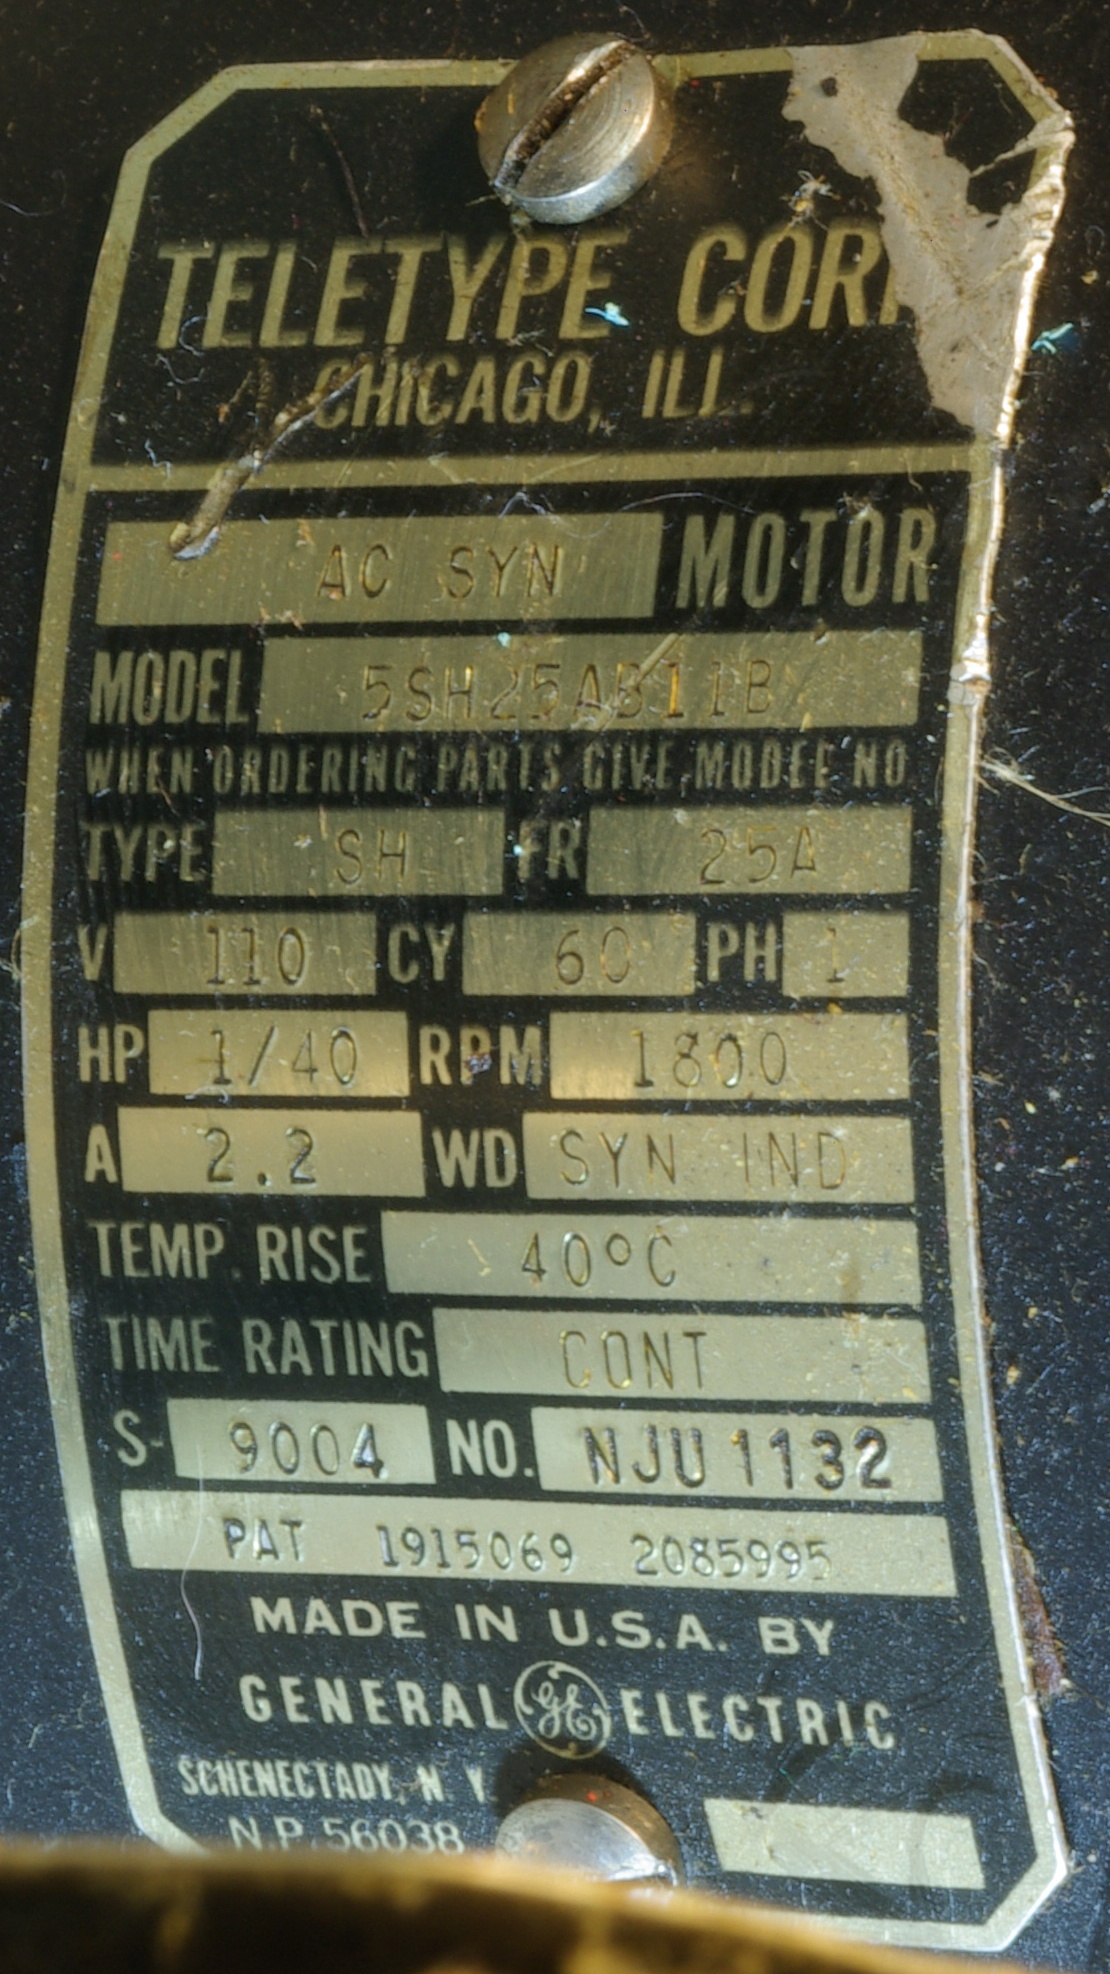 TELETYPE CORP
CHICAGO, ILL.
AC SYN MOTOR
MODEL 5SH25AB11B
WHEN ORDERING PARTS GIVE MODEL NO
TYPE SH FR 25A
V 110 CY 60 PH 1
HP 1/40 RPM 1800
A 2.2 WD SYN IND
TEMP. RISE 40°C
TIME RATING CONT
S- 9004 NO. NJU1132
PAT 1915069 2085995
MADE IN U.S.A. BY
GENERAL GE ELECTRIC
SCHENECTADY, N Y
N.P. 56038